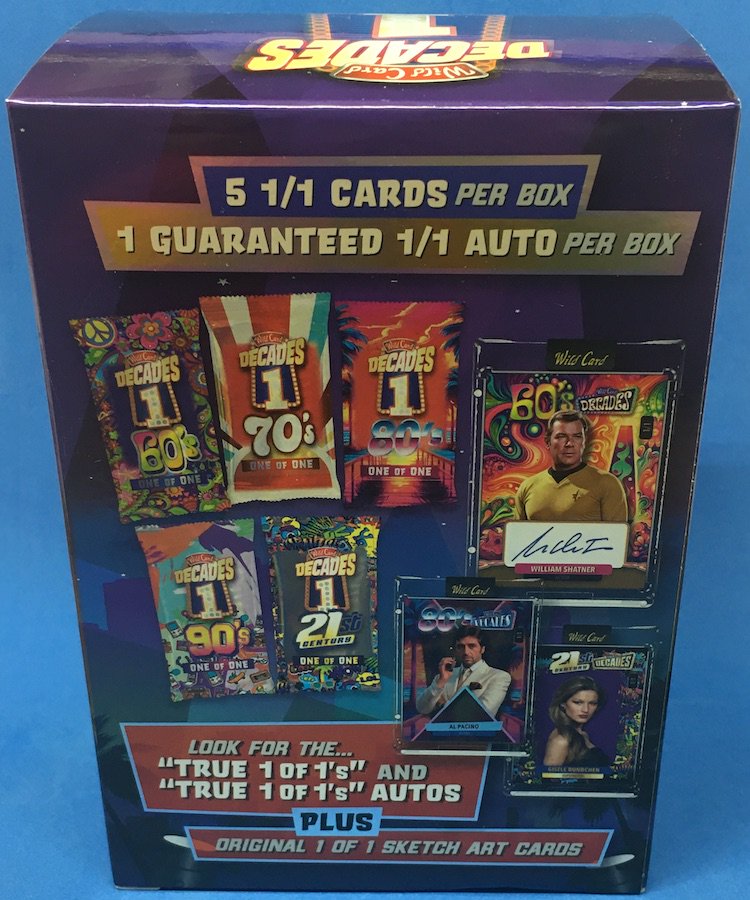 Wild Card
DECADES
1
5 1/1 CARDS PER BOX
1 GUARANTEED 1/1 AUTO PER BOX
Wild Card
DECADES
1
60's
ONE OF ONE
Wild Card
DECADES
1
70's
ONE OF ONE
Wild Card
DECADES
1
80's
ONE OF ONE
Wild Card
60's
Wild Card
DECADES
WILLIAM SHATNER
Wild Card
DECADES
1
90's
ONE OF ONE
Wild Card
DECADES
1
21st
CENTURY
ONE OF ONE
Wild Card
80's
DECADES
AL PACINO
Wild Card
21st
CENTURY
DECADES
GISELE BUNDCHEN
LOOK FOR THE...
"TRUE 1 OF 1's" AND
"TRUE 1 OF 1's" AUTOS
PLUS
ORIGINAL 1 OF 1 SKETCH ART CARDS